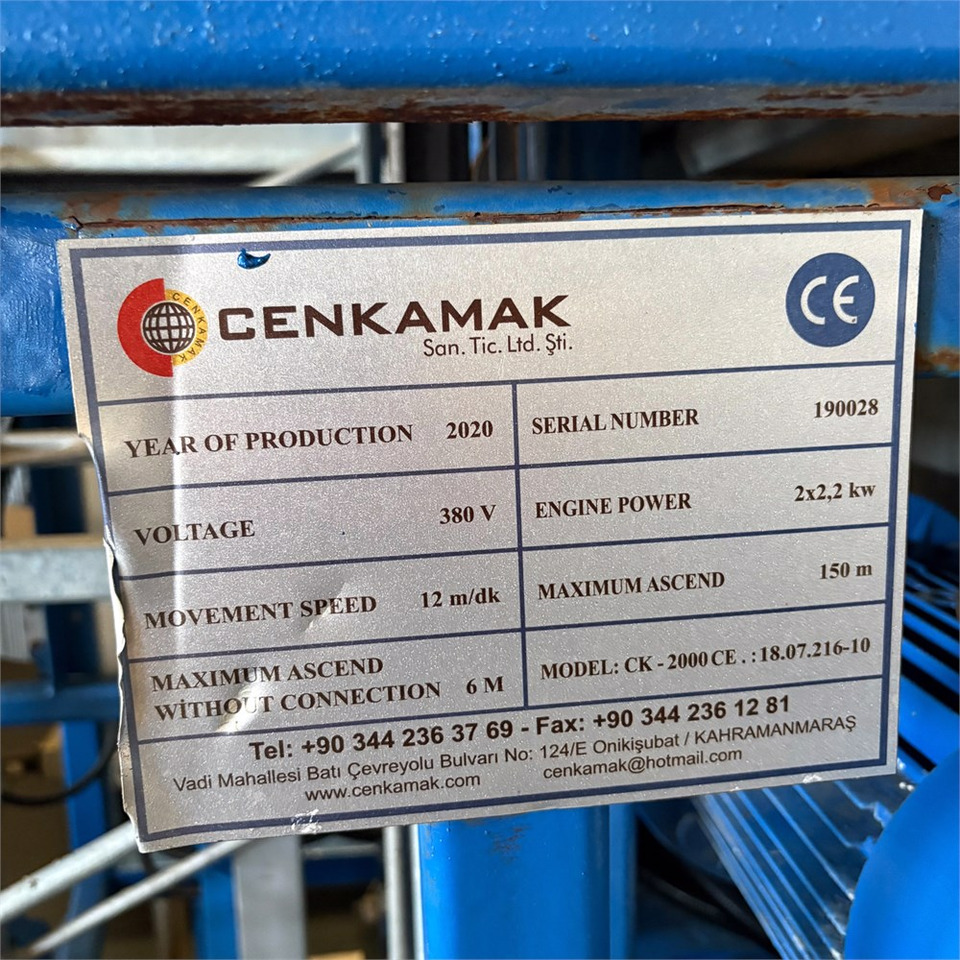 CENKAMAK
CENKAMAK
San. Tic. Ltd. Şti.
CE
YEAR OF PRODUCTION 2020
SERIAL NUMBER 190028
VOLTAGE 380 V
ENGINE POWER 2x2,2 kw
MOVEMENT SPEED 12 m/dk
MAXIMUM ASCEND 150 m
MAXIMUM ASCEND
WİTHOUT CONNECTION 6 M
MODEL: CK - 2000 CE . : 18.07.216-10
Tel: +90 344 236 37 69 - Fax: +90 344 236 12 81
Vadi Mahallesi Batı Çevreyolu Bulvarı No: 124/E Onikişubat / KAHRAMANMARAŞ
www.cenkamak.com cenkamak@hotmail.com